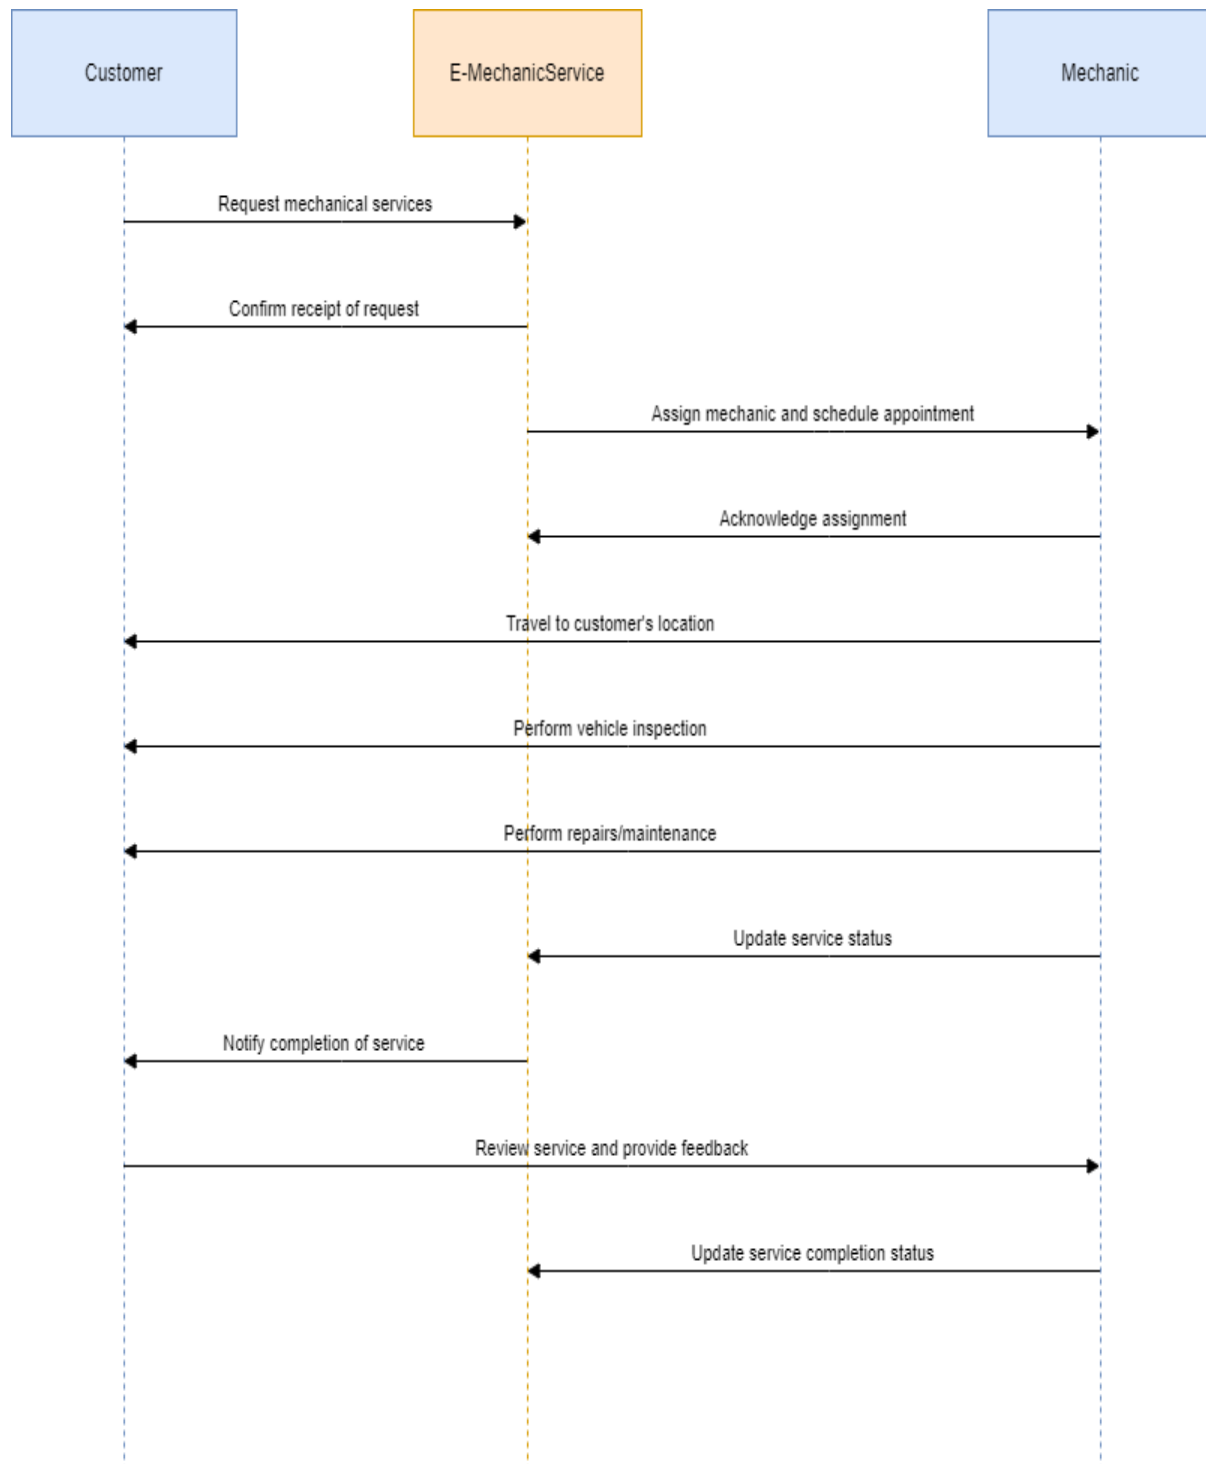 Customer
E-MechanicService
Mechanic
Request mechanical services
Confirm receipt of request
Assign mechanic and schedule appointment
Acknowledge assignment
Travel to customer's location
Perform vehicle inspection
Perform repairs/maintenance
Update service status
Notify completion of service
Review service and provide feedback
Update service completion status